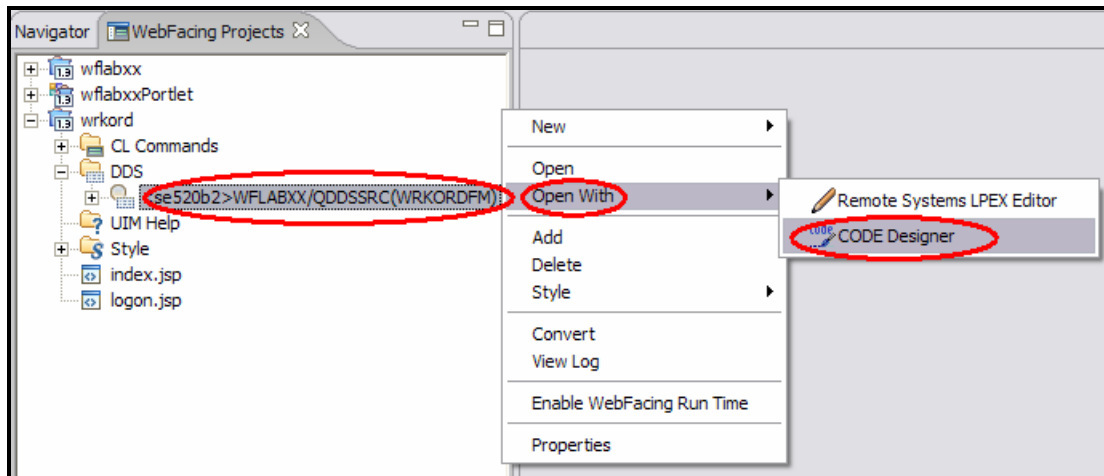 Navigator WebFacing Projects
wflabxx
wflabxxPortlet
wrkord
CL Commands
DDS
<se520b2>WFLABXX/QDDSSRC(WRKORDFM)
UIM Help
Style
index.jsp
logon.jsp
New
Open
Open With
Add
Delete
Style
Convert
View Log
Enable WebFacing Run Time
Properties
Remote Systems LPEX Editor
CODE Designer